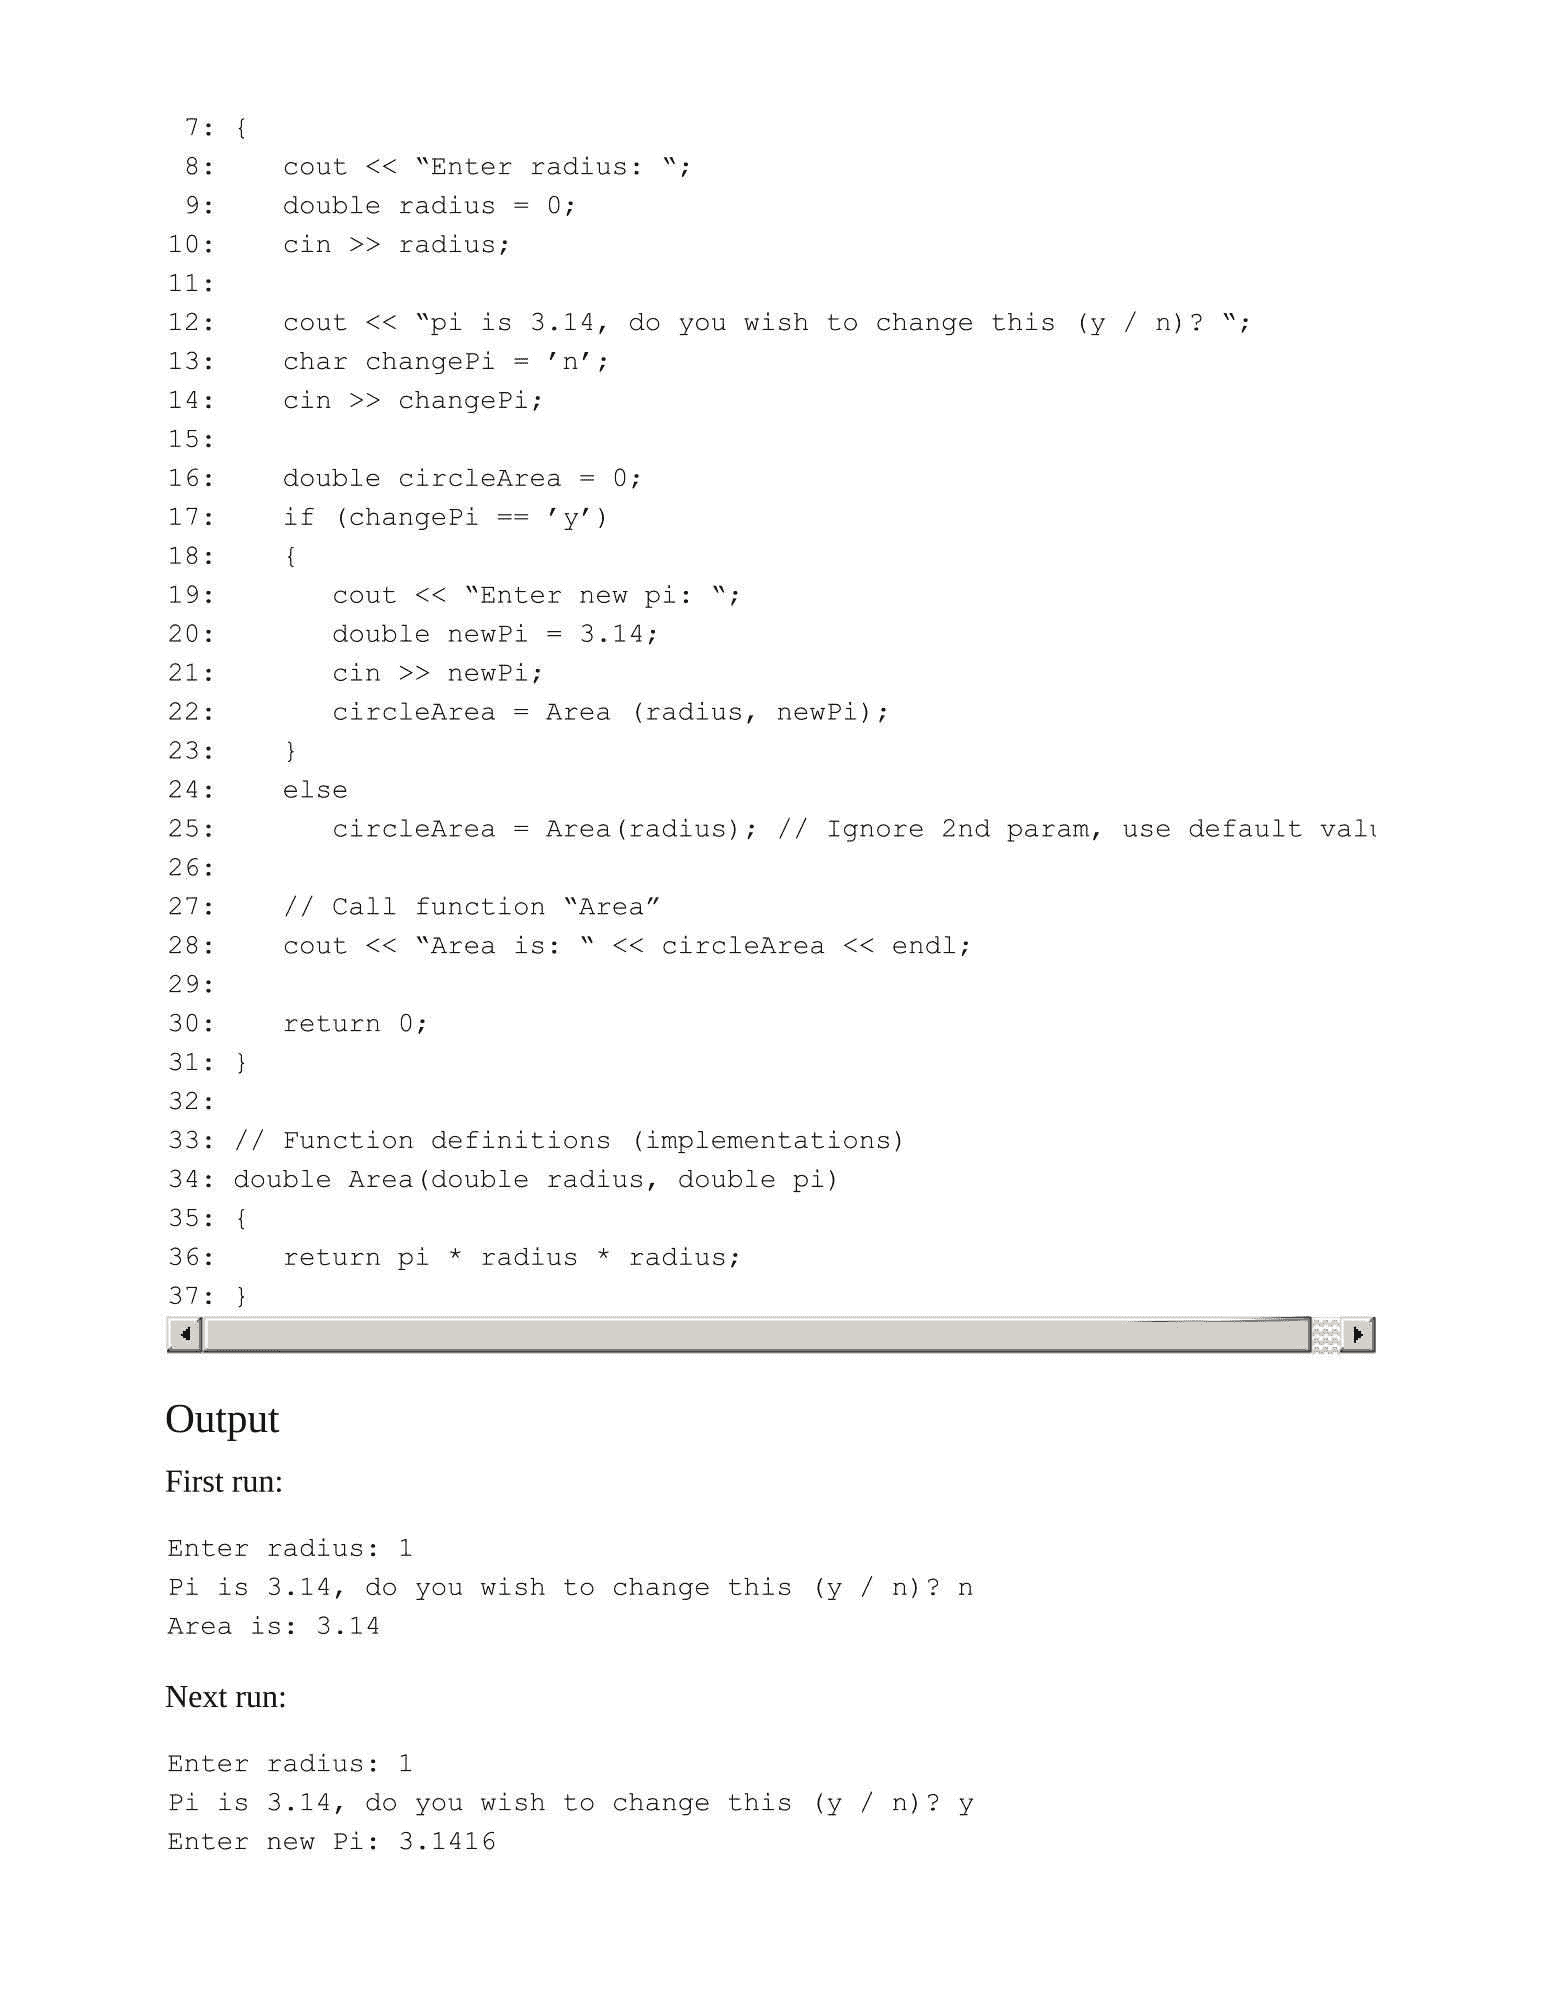 7: {
8:    cout << “Enter radius: “;
9:    double radius = 0;
10:    cin >> radius;
11:
12:    cout << “pi is 3.14, do you wish to change this (y / n)? “;
13:    char changePi = ’n’;
14:    cin >> changePi;
15:
16:    double circleArea = 0;
17:    if (changePi == ’y’)
18:    {
19:       cout << “Enter new pi: “;
20:       double newPi = 3.14;
21:       cin >> newPi;
22:       circleArea = Area (radius, newPi);
23:    }
24:    else
25:       circleArea = Area(radius); // Ignore 2nd param, use default
26:
27:    // Call function “Area”
28:    cout << “Area is: “ << circleArea << endl;
29:
30:    return 0;
31: }
32:
33: // Function definitions (implementations)
34: double Area(double radius, double pi)
35: {
36:    return pi * radius * radius;
37: }
Output
First run:
Enter radius: 1
Pi is 3.14, do you wish to change this (y / n)? n
Area is: 3.14
Next run:
Enter radius: 1
Pi is 3.14, do you wish to change this (y / n)? y
Enter new Pi: 3.1416